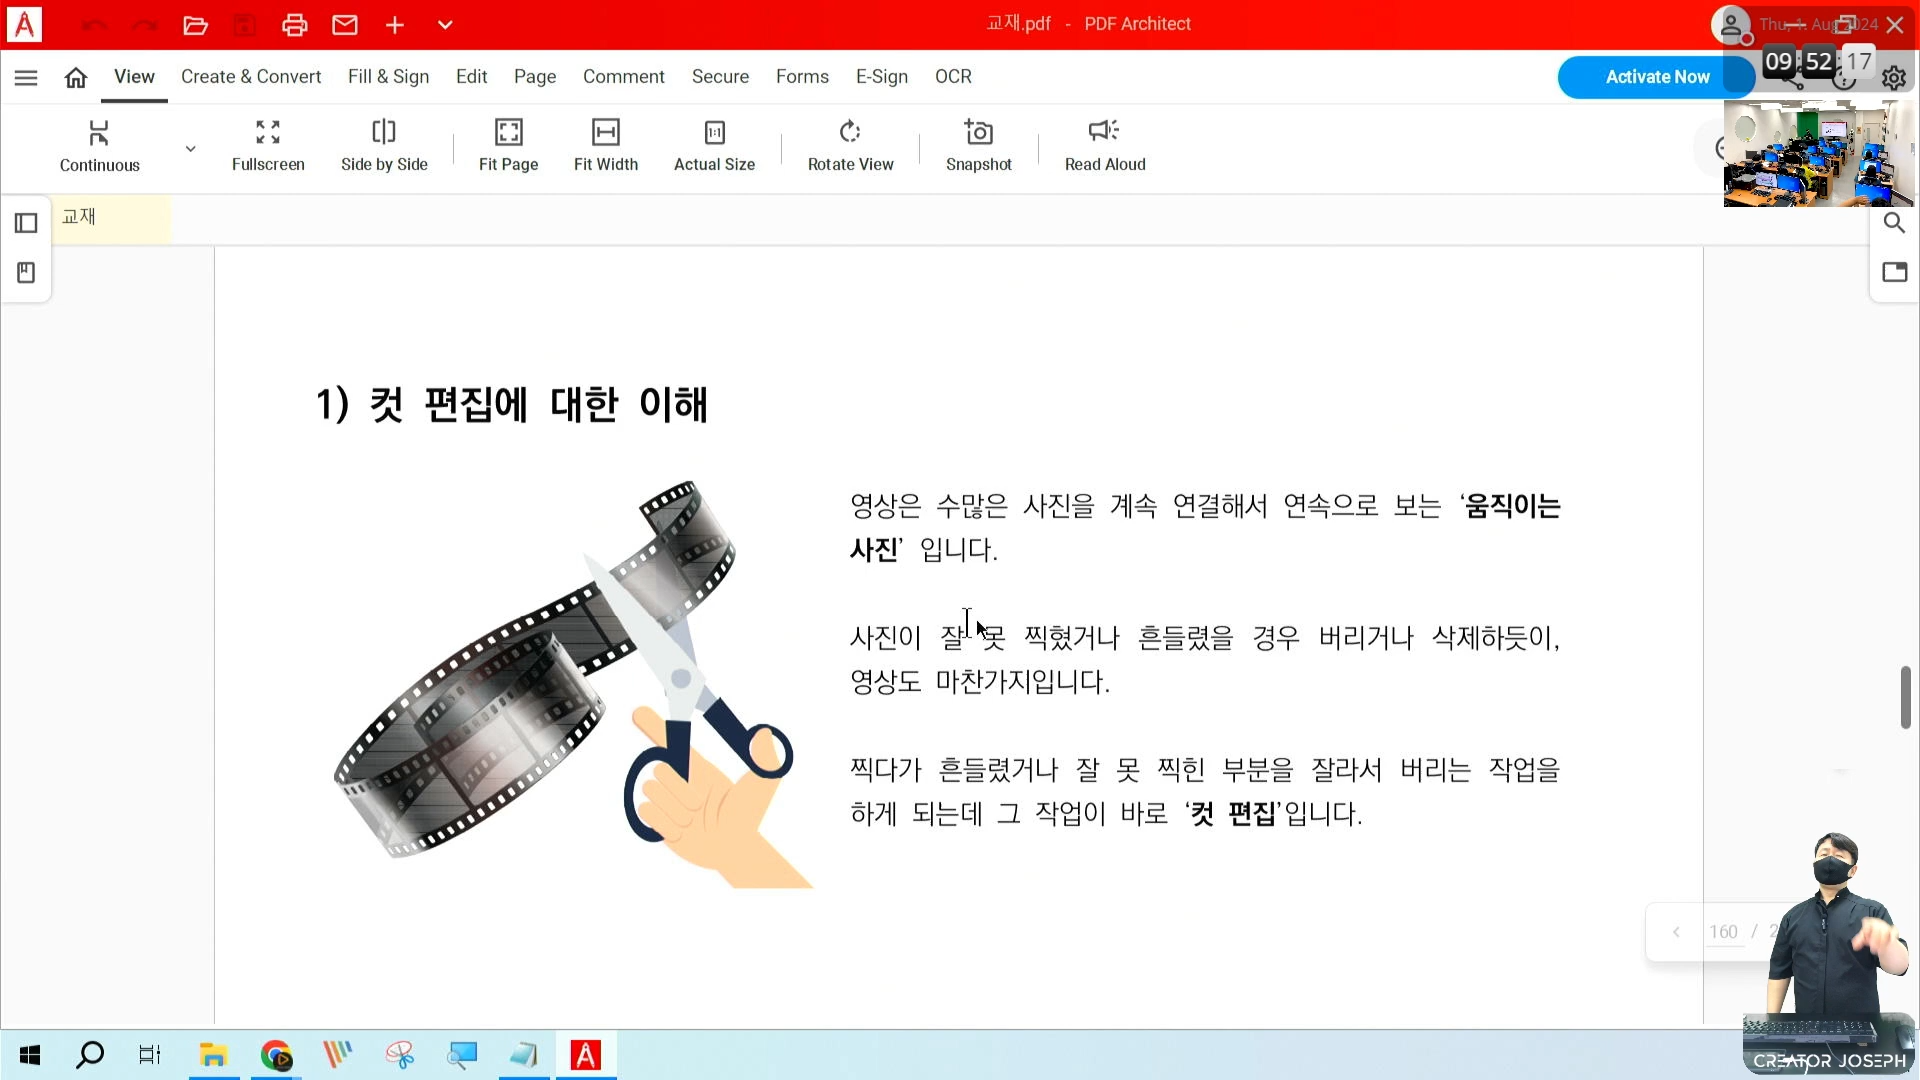 교재.pdf - PDF Architect
Thu, 1. Aug 2024
09 52 17
View Create & Convert Fill & Sign Edit Page Comment Secure Forms E-Sign OCR
Activate Now
Continuous Fullscreen Side by Side Fit Page Fit Width Actual Size Rotate View Snapshot Read Aloud
교재
1) 컷 편집에 대한 이해
영상은 수많은 사진을 계속 연결해서 연속으로 보는 ‘움직이는
사진’ 입니다.
사진이 잘 못 찍혔거나 흔들렸을 경우 버리거나 삭제하듯이,
영상도 마찬가지입니다.
찍다가 흔들렸거나 잘 못 찍힌 부분을 잘라서 버리는 작업을
하게 되는데 그 작업이 바로 ‘컷 편집’입니다.
160 / 2
CREATOR JOSEPH